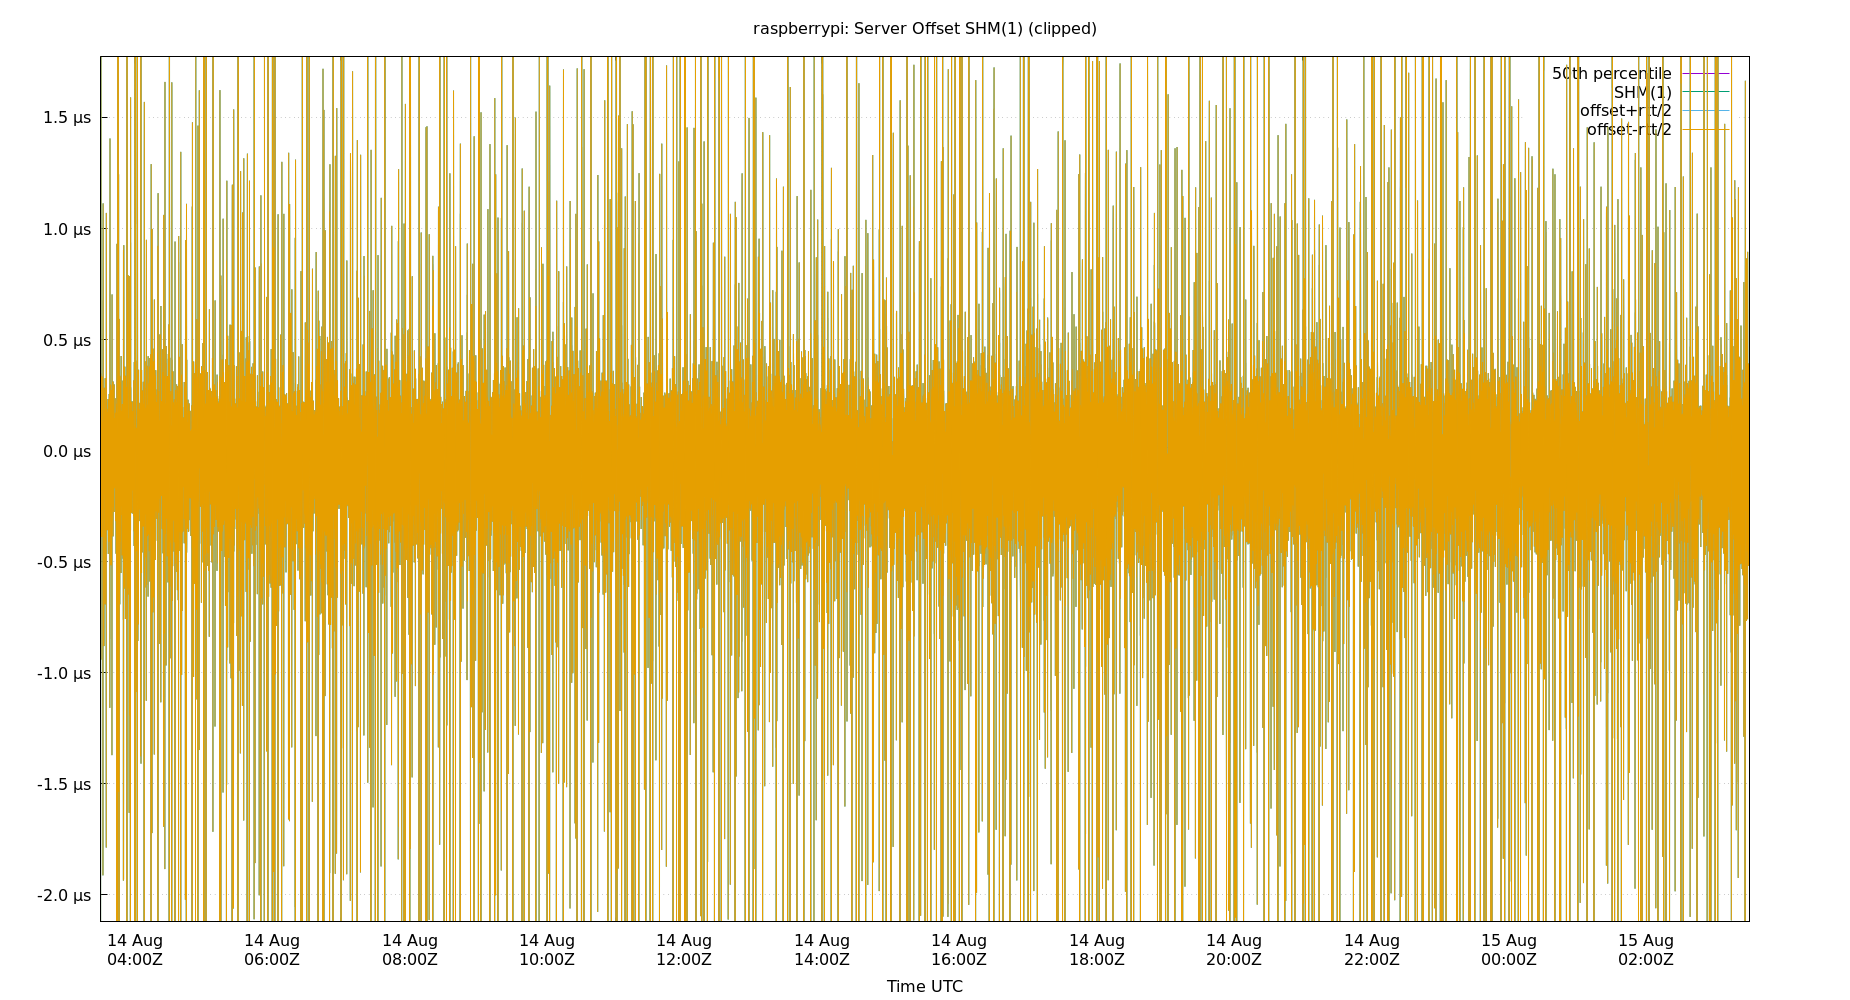 raspberrypi: Server Offset SHM(1) (clipped)
50th percentile
SHM(1)
offset+rtt/2
offset-rtt/2
1.5 µs
1.0 µs
0.5 µs
0.0 µs
-0.5 µs
-1.0 µs
-1.5 µs
-2.0 µs
14 Aug 14 Aug 14 Aug 14 Aug 14 Aug 14 Aug 14 Aug 14 Aug 14 Aug 14 Aug 15 Aug 15 Aug
04:00Z 06:00Z 08:00Z 10:00Z 12:00Z 14:00Z 16:00Z 18:00Z 20:00Z 22:00Z 00:00Z 02:00Z
Time UTC